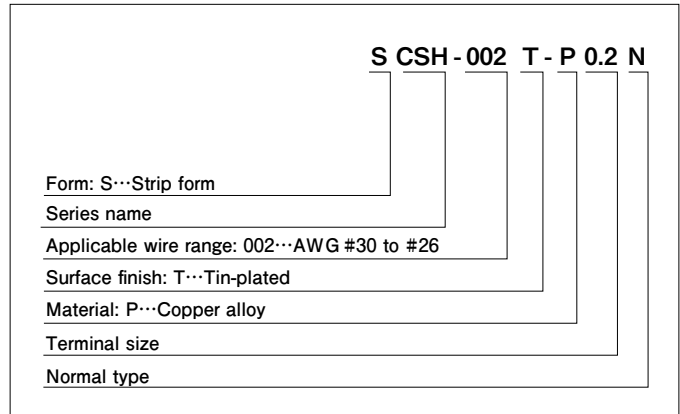 S CSH - 002 T - P 0.2 N
Form: S…Strip form
Series name
Applicable wire range: 002…AWG #30 to #26
Surface finish: T…Tin-plated
Material: P…Copper alloy
Terminal size
Normal type